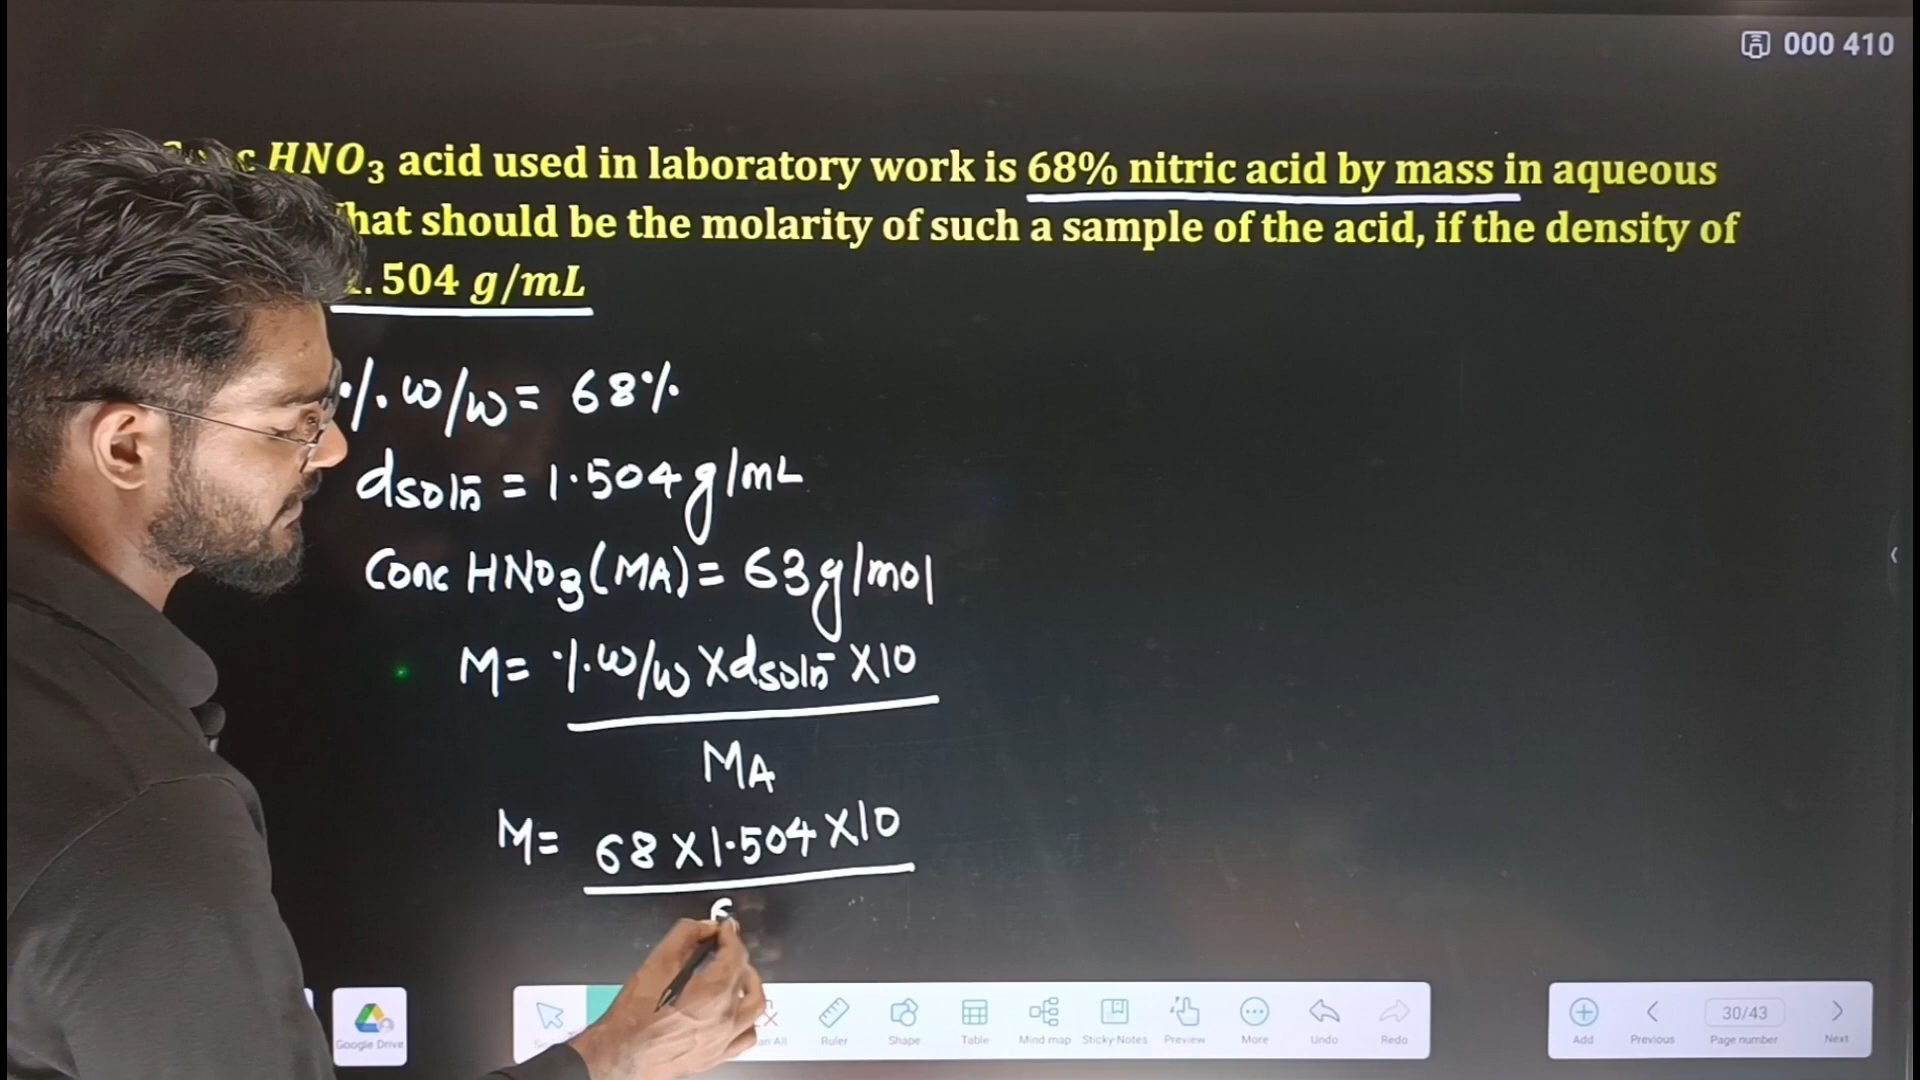 000 410
HNO₃ acid used in laboratory work is 68% nitric acid by mass in aqueous
hat should be the molarity of such a sample of the acid, if the density of
.504 g/mL
% w/w = 68%
dsoln = 1.504 g/mL
Conc HNO₃ (MA) = 63 g/mol
M = % w/w X dsoln X 10
MA
M = 68 X 1.504 X 10
6
Google Drive
Ruler
Shape
Table
Mind map
Sticky Notes
Preview
More
Undo
Redo
Add
Previous
30/43
Page number
Next